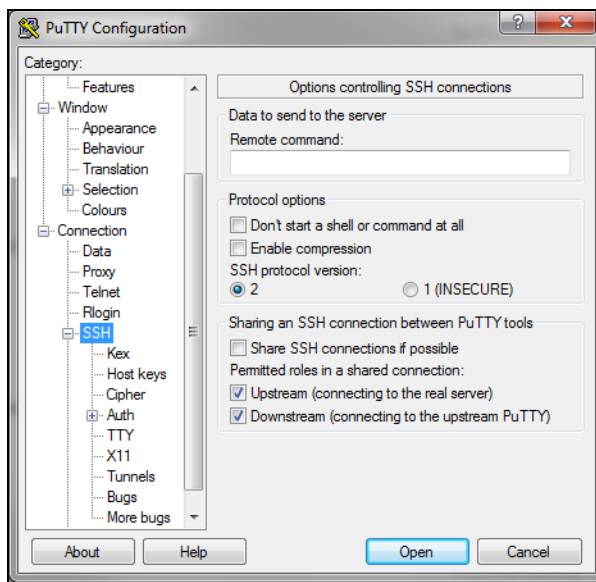 PuTTY Configuration
Category:
Features
Window
Appearance
Behaviour
Translation
Selection
Colours
Connection
Data
Proxy
Telnet
Rlogin
SSH
Kex
Host keys
Cipher
Auth
TTY
X11
Tunnels
Bugs
More bugs
Options controlling SSH connections
Data to send to the server
Remote command:
Protocol options
Don't start a shell or command at all
Enable compression
SSH protocol version:
2 1 (INSECURE)
Sharing an SSH connection between PuTTY tools
Share SSH connections if possible
Permitted roles in a shared connection:
Upstream (connecting to the real server)
Downstream (connecting to the upstream PuTTY)
About Help Open Cancel